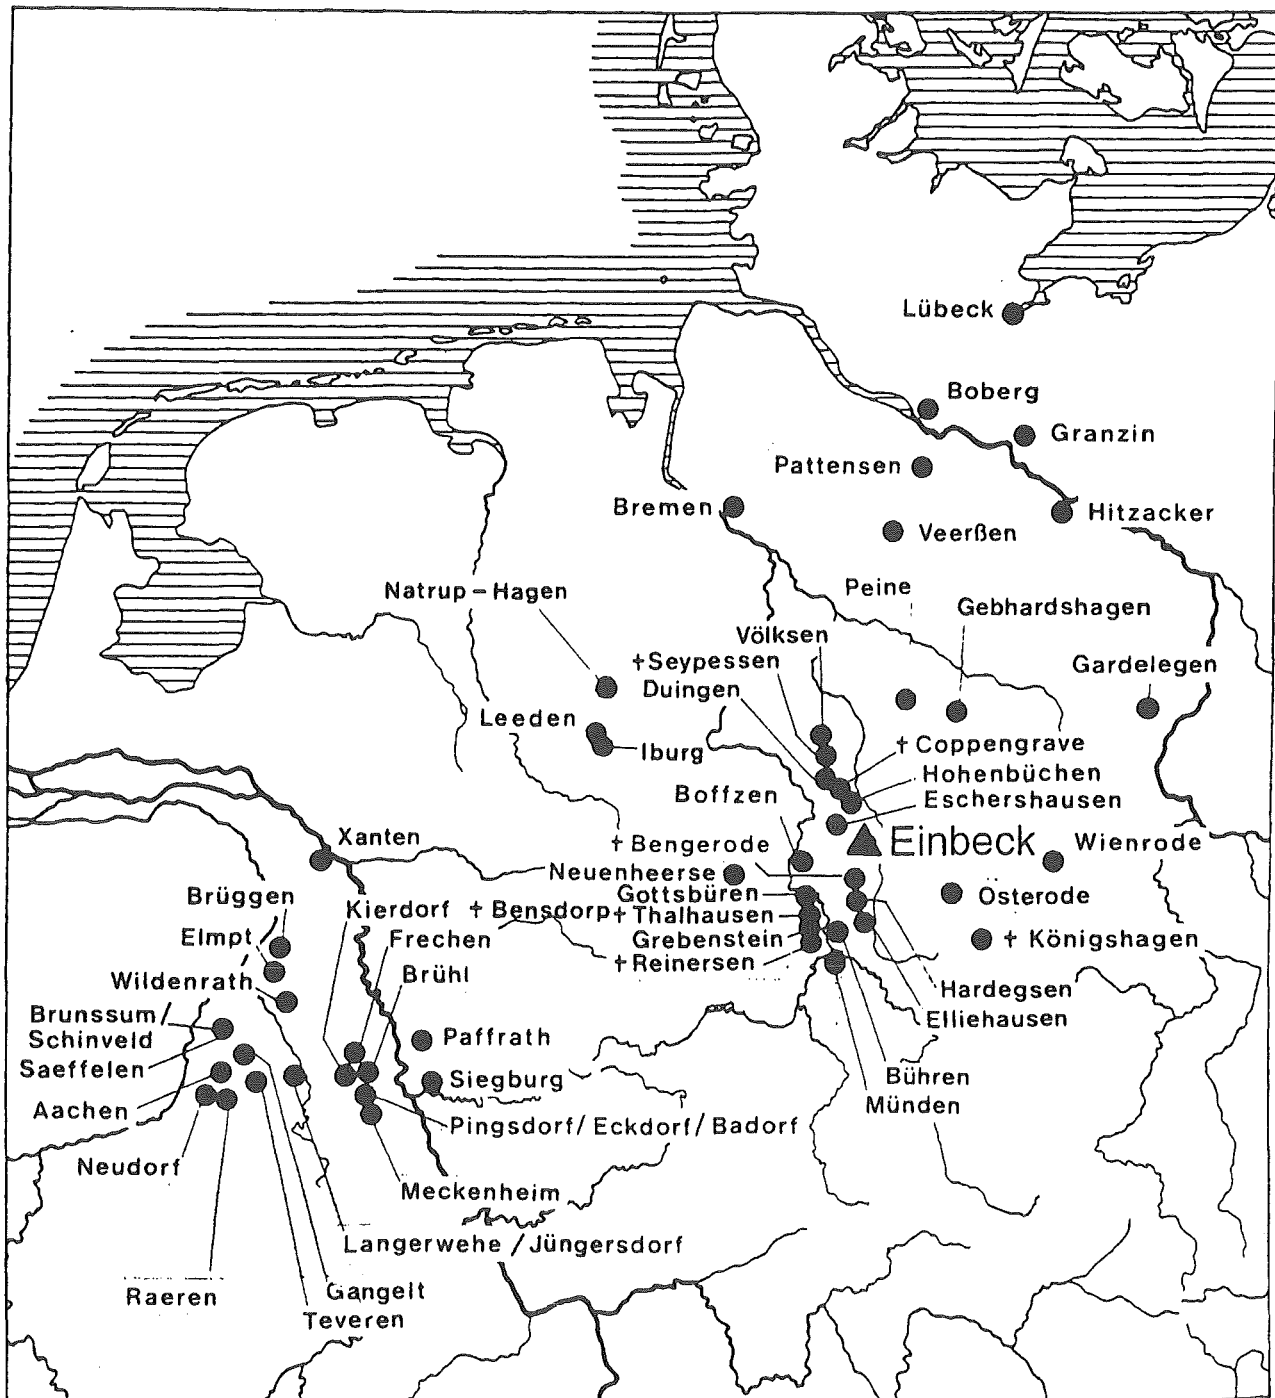 Lübeck
Boberg
Granzin
Pattensen
Bremen
Hitzacker
Veerßen
Natrup-Hagen
Peine
Gebhardshagen
Völksen
†Seypessen
Gardelegen
Duingen
Leeden
† Coppengrave
Iburg
Hohenbüchen
Boffzen
Eschershausen
Xanten
† Bengerode
Einbeck
Wienrode
Neuenheerse
Brüggen
Gottsbüren
Osterode
Kierdorf
† Bensdorp
† Thalhausen
Elmpt
Frechen
Grebenstein
† Königshagen
†Reinersen
Wildenrath
Brühl
Hardegsen
Brunssum/
Schinveld
Elliehausen
Paffrath
Saeffelen
Siegburg
Bühren
Aachen
Münden
Pingsdorf/Eckdorf/Badorf
Neudorf
Meckenheim
Langerwehe/Jüngersdorf
Raeren
Gangelt
Teveren